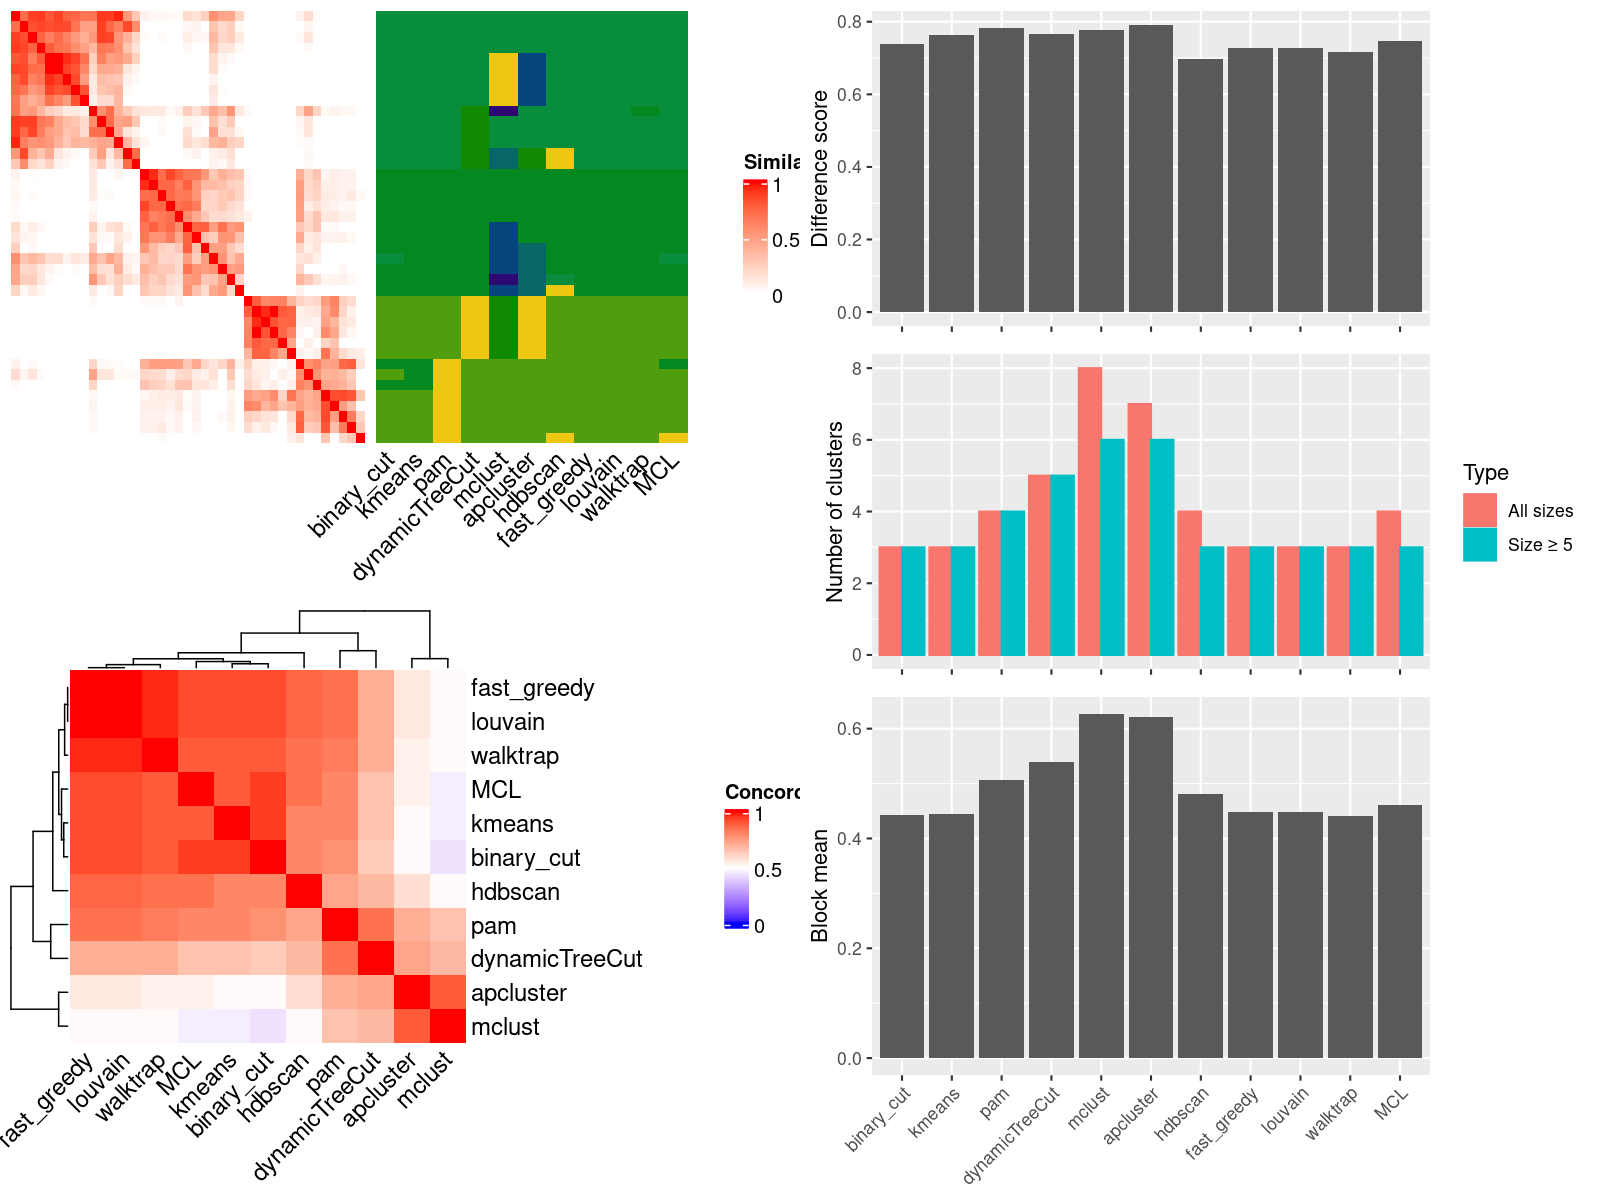 Simila
1
0.5
0
binary_cut
kmeans
pam
dynamicTreeCut
mclust
apcluster
hdbscan
fast_greedy
louvain
walktrap
MCL
Difference score
0.8
0.6
0.4
0.2
0.0
Number of clusters
8
6
4
2
0
Type
All sizes
Size ≥ 5
fast_greedy
louvain
walktrap
MCL
kmeans
binary_cut
hdbscan
pam
dynamicTreeCut
apcluster
mclust
fast_greedy
louvain
walktrap
MCL
kmeans
binary_cut
hdbscan
pam
dynamicTreeCut
apcluster
mclust
Concord
1
0.5
0
Block mean
0.6
0.4
0.2
0.0
binary_cut
kmeans
pam
dynamicTreeCut
mclust
apcluster
hdbscan
fast_greedy
louvain
walktrap
MCL